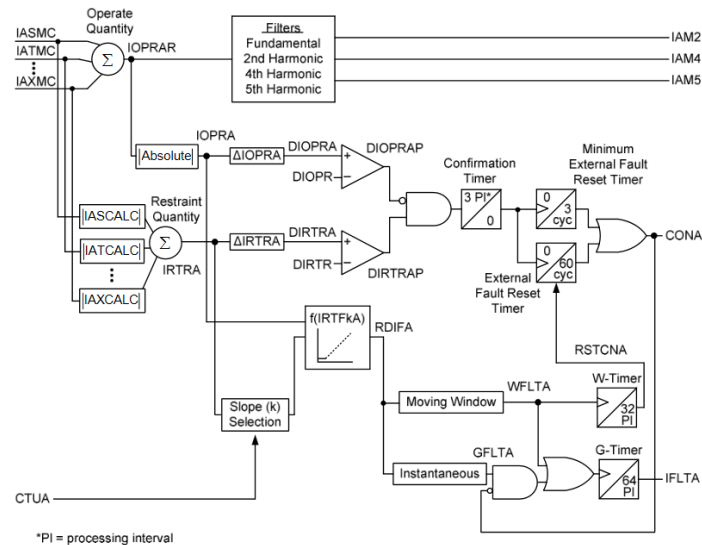 Operate
Quantity
IASMC
IATMC
IAXMC
Σ
IOPRAR
Filters
Fundamental
2nd Harmonic
4th Harmonic
5th Harmonic
IAM2
IAM4
IAM5
IOPRA
|Absolute|
ΔIOPRA
DIOPRA
DIOPR
+
−
DIOPRAP
Confirmation
Timer
3 PI*
0
Minimum
External Fault
Reset Timer
0
3
cyc
CONA
|IASCALC|
|IATCALC|
|IAXCALC|
Restraint
Quantity
Σ
IRTRA
ΔIRTRA
DIRTRA
DIRTR
+
−
DIRTRAP
0
60
cyc
External
Fault Reset
Timer
f(IRTFkA)
RDIFA
RSTCNA
Slope (k)
Selection
Moving Window
WFLTA
W-Timer
32
PI
Instantaneous
GFLTA
G-Timer
64
PI
IFLTA
CTUA
*PI = processing interval